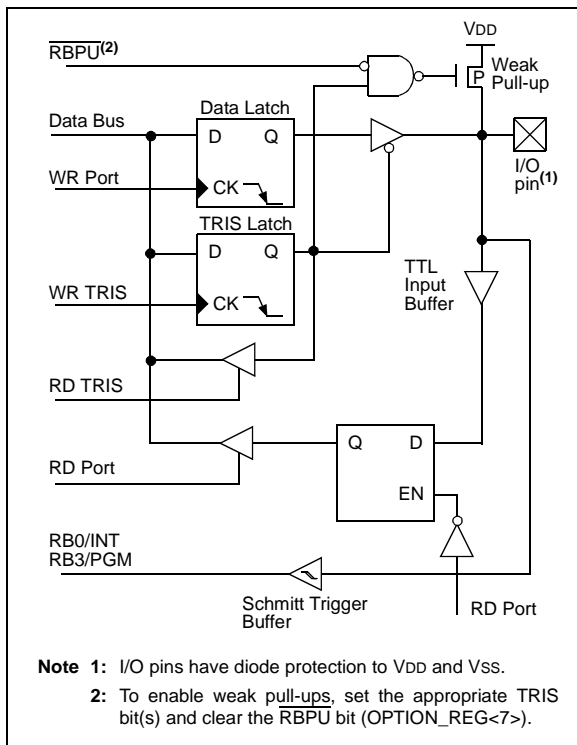 VDD
RBPU(2)
Weak
Pull-up
P
Data Latch
Data Bus
D Q
I/O
pin(1)
WR Port
CK
TRIS Latch
D Q
TTL
Input
Buffer
WR TRIS
CK
RD TRIS
Q D
RD Port
EN
RB0/INT
RB3/PGM
Schmitt Trigger
Buffer
RD Port
Note 1: I/O pins have diode protection to VDD and VSS.
2: To enable weak pull-ups, set the appropriate TRIS
bit(s) and clear the RBPU bit (OPTION_REG<7>).